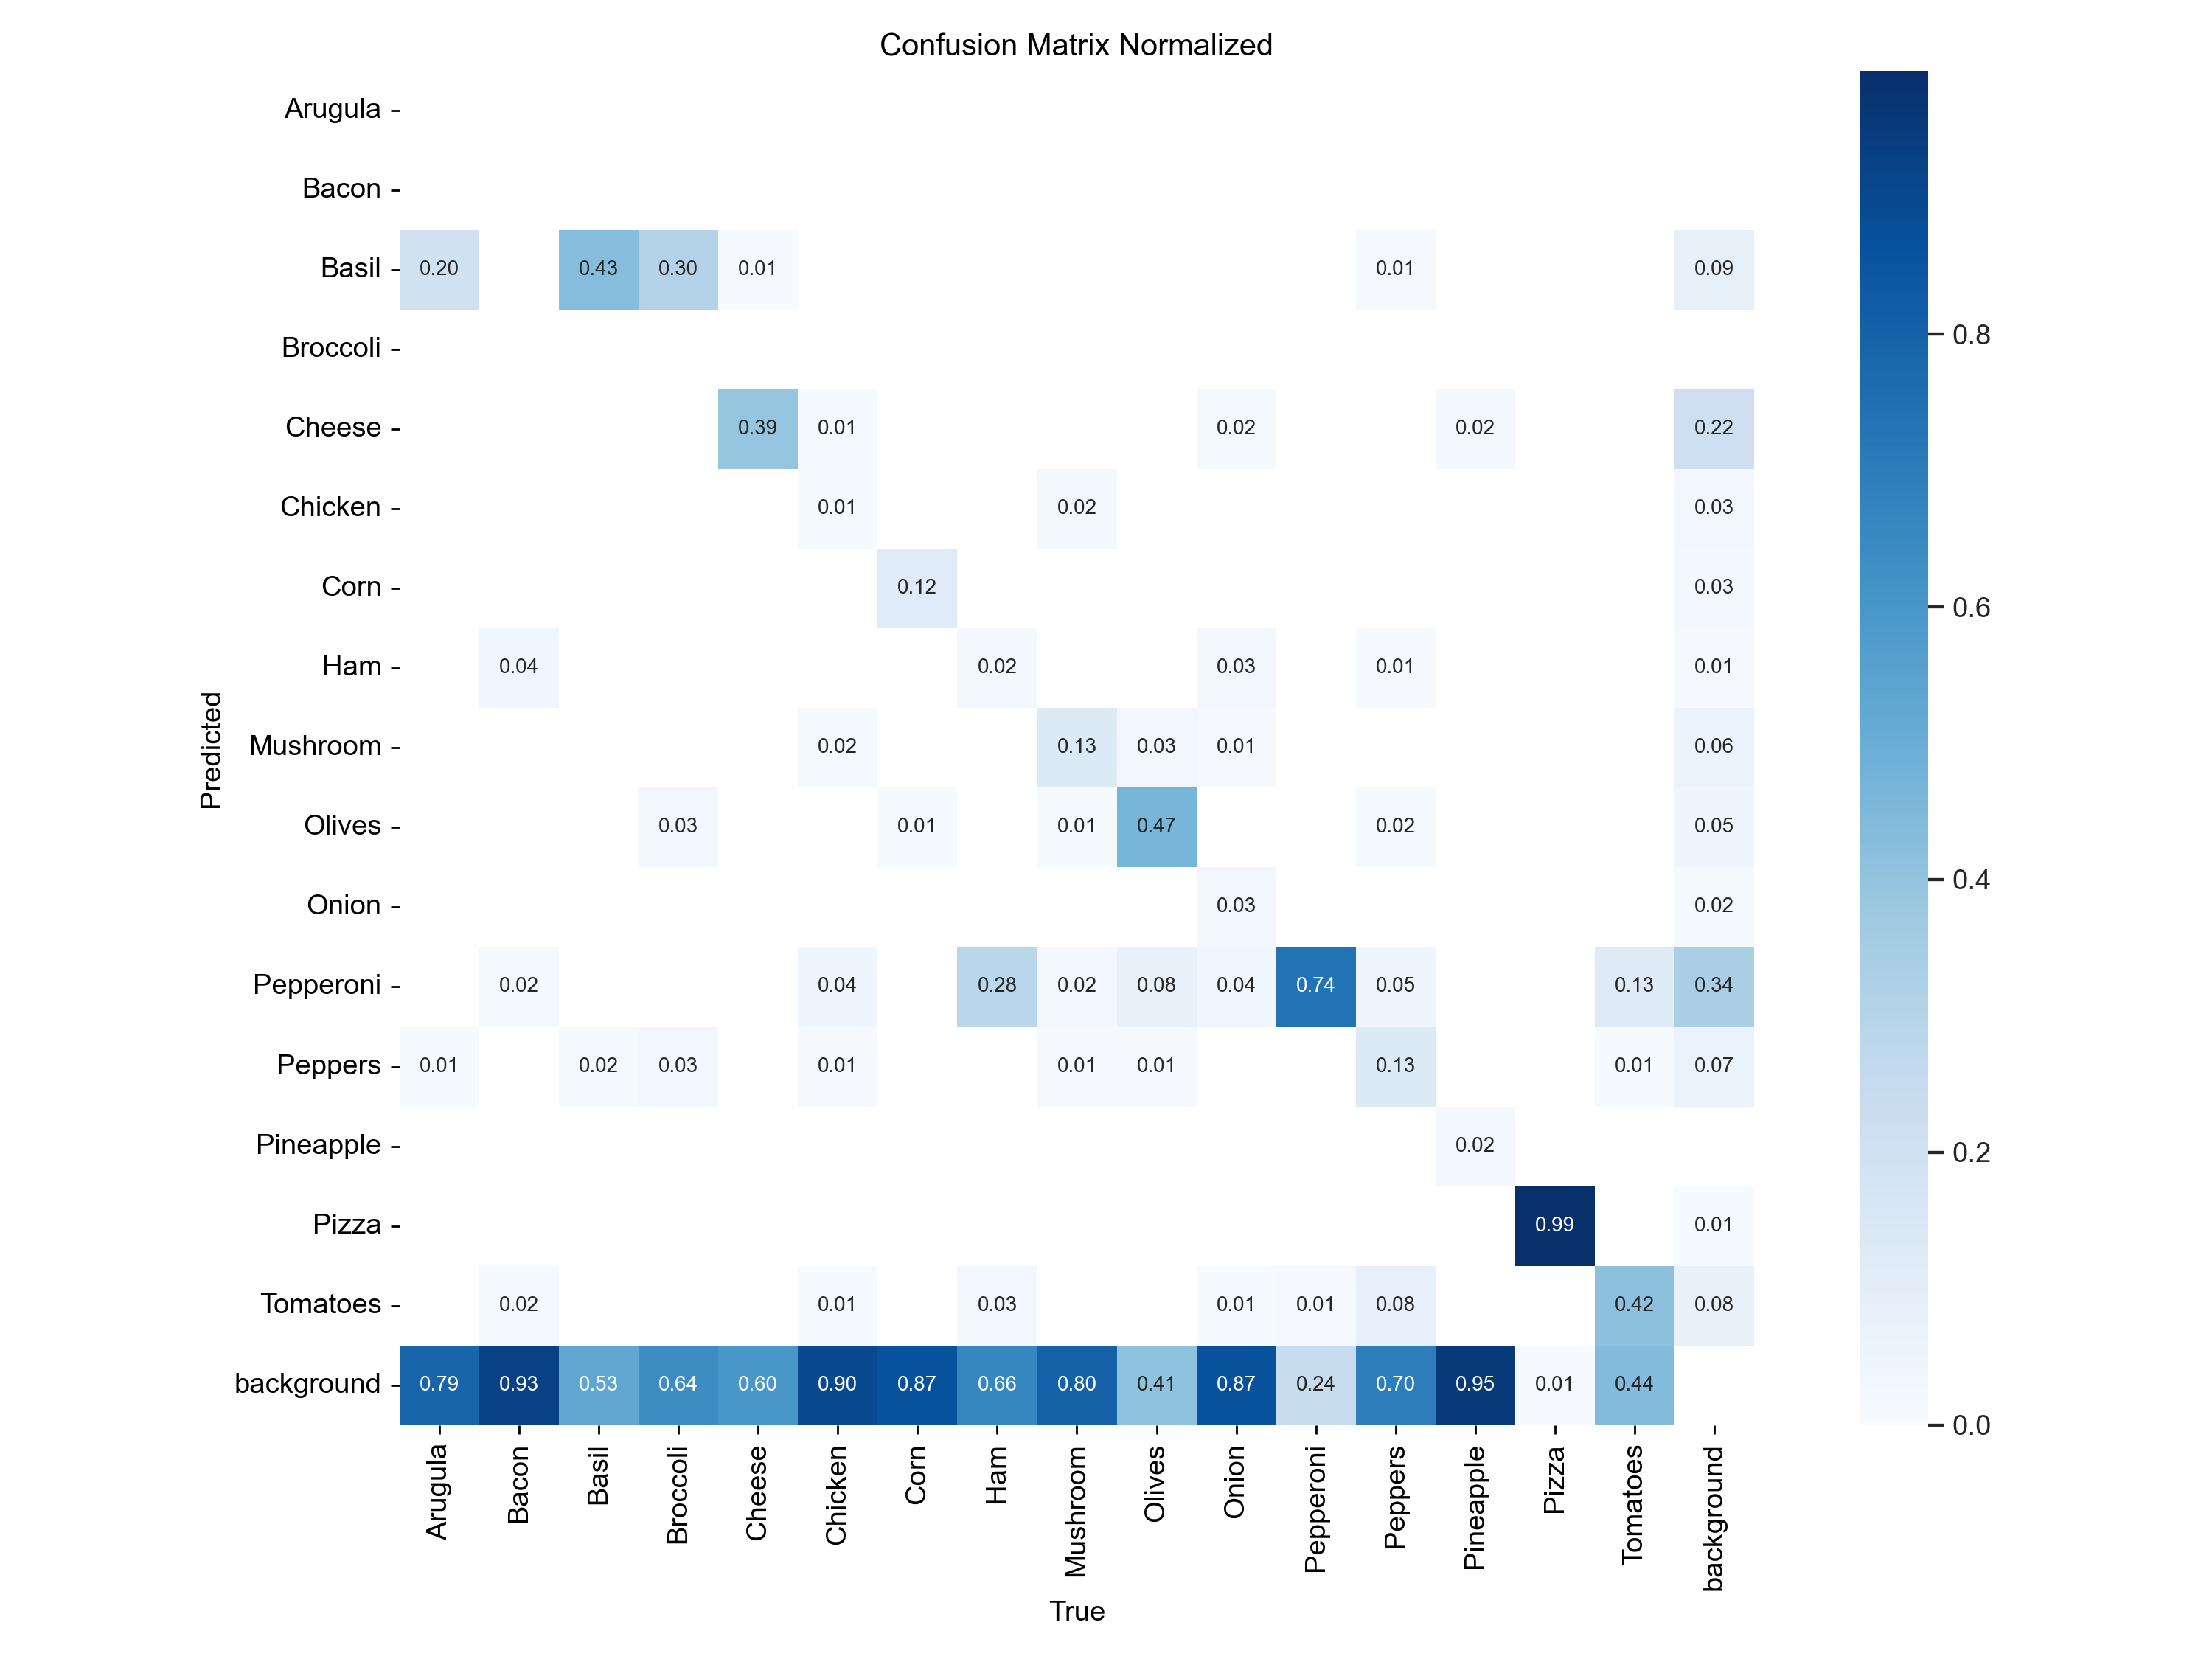 Confusion Matrix Normalized
Arugula
Bacon
Basil 0.20 0.43 0.30 0.01 0.01 0.09
Broccoli
Cheese 0.39 0.01 0.02 0.02 0.22
Chicken 0.01 0.02 0.03
Corn 0.12 0.03
Ham 0.04 0.02 0.03 0.01 0.01
Mushroom 0.02 0.13 0.03 0.01 0.06
Olives 0.03 0.01 0.01 0.47 0.02 0.05
Onion 0.03 0.02
Pepperoni 0.02 0.04 0.28 0.02 0.08 0.04 0.74 0.05 0.13 0.34
Peppers 0.01 0.02 0.03 0.01 0.01 0.01 0.13 0.01 0.07
Pineapple 0.02
Pizza 0.99 0.01
Tomatoes 0.02 0.01 0.03 0.01 0.01 0.08 0.42 0.08
background 0.79 0.93 0.53 0.64 0.60 0.90 0.87 0.66 0.80 0.41 0.87 0.24 0.70 0.95 0.01 0.44
Predicted
Arugula Bacon Basil Broccoli Cheese Chicken Corn Ham Mushroom Olives Onion Pepperoni Peppers Pineapple Pizza Tomatoes background
True
0.8
0.6
0.4
0.2
0.0